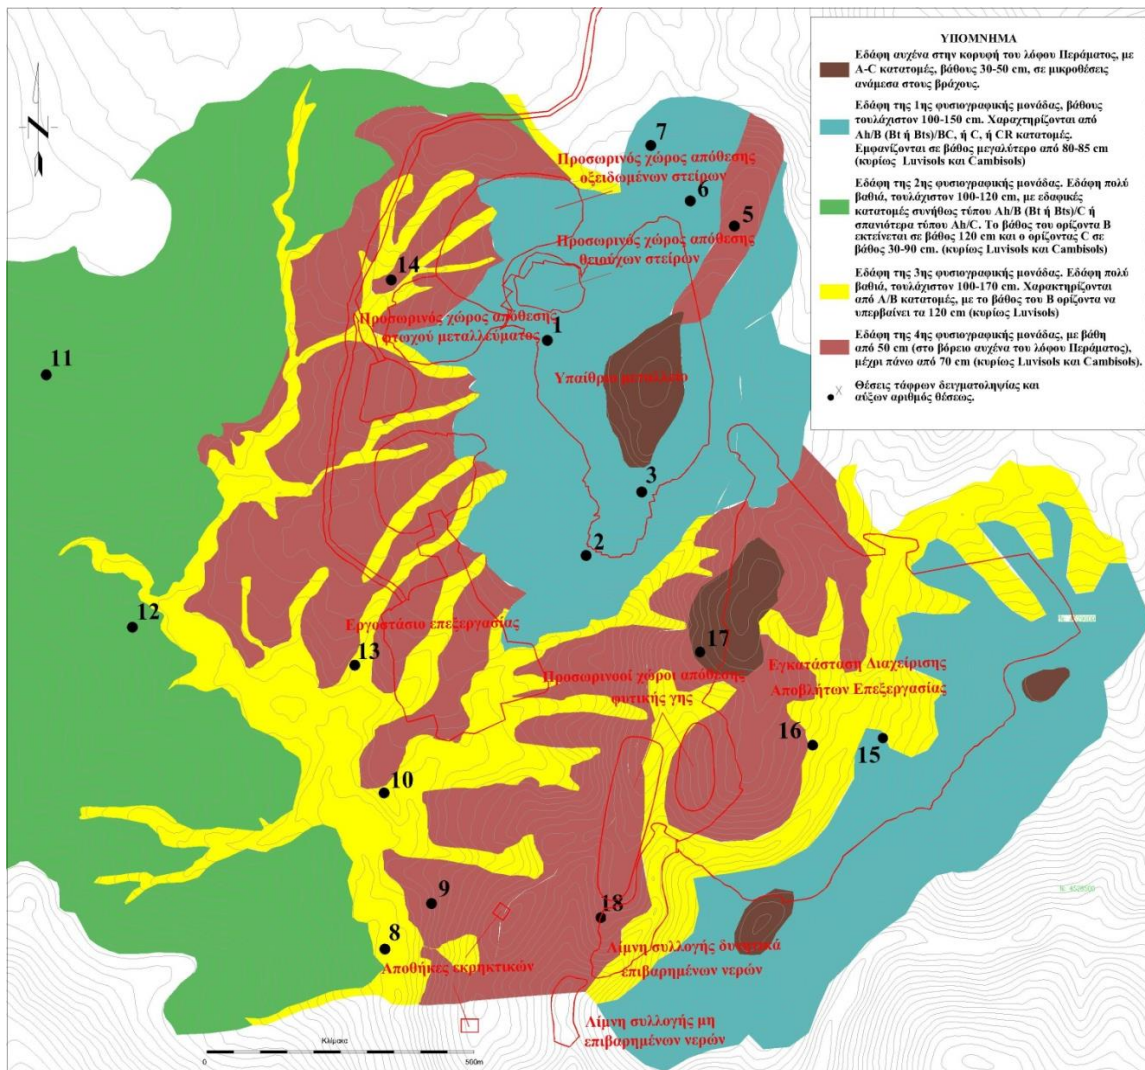 ΥΠΟΜΝΗΜΑ
Εδάφη αυχένα στην κορυφή του λόφου Περάματος, με
Α-C κατατομές, βάθους 30-50 cm, σε μικροθέσεις
ανάμεσα στους βράχους.
Εδάφη της 1ης φυσιογραφικής μονάδας, βάθους
τουλάχιστον 100-150 cm. Χαραχτηρίζονται από
Ah/B (Bt ή Bts)/BC, ή C, ή CR κατατομές.
Εμφανίζονται σε βάθος μεγαλύτερο από 80-85 cm
(κυρίως Luvisols και Cambisols)
Εδάφη της 2ης φυσιογραφικής μονάδας. Εδάφη πολύ
βαθιά, τουλάχιστον 100-120 cm, με εδαφικές
κατατομές συνήθως τύπου Ah/B (Bt ή Bts)/C ή
σπανιότερα τύπου Ah/C. Το βάθος του ορίζοντα Β
εκτείνεται σε βάθος 120 cm και ο ορίζοντας C σε
βάθος 30-90 cm. (κυρίως Luvisols και Cambisols)
Εδάφη της 3ης φυσιογραφικής μονάδας. Εδάφη πολύ
βαθιά, τουλάχιστον 100-170 cm. Χαρακτηρίζονται
από Α/Β κατατομές, με το βάθος του Β ορίζοντα να
υπερβαίνει τα 120 cm (κυρίως Luvisols)
Εδάφη της 4ης φυσιογραφικής μονάδας, με βάθη
από 50 cm (στο βόρειο αυχένα του λόφου Περάματος),
μέχρι πάνω από 70 cm (κυρίως Luvisols και Cambisols).
Χ
Θέσεις τάφρων δειγματοληψίας και
αύξων αριθμός θέσεως.
7
Προσωρινός χώρος απόθεσης
οξειδωμένων στείρων
6
5
Προσωρινός χώρος απόθεσης
θειούχων στείρων
14
Προσωρινός χώρος απόθεσης
φτωχού μεταλλεύματος
1
11
Υπαίθριο μεταλλείο
3
2
12
Εργοστάσιο επεξεργασίας
13
17
Προσωρινοί χώροι απόθεσης
φυτικής γης
Εγκατάσταση Διαχείρισης
Αποβλήτων Επεξεργασίας
16
15
10
9
18
8
Αποθήκες εκρηκτικών
Λίμνη συλλογής δυνητικά
επιβαρημένων νερών
Λίμνη συλλογής μη
επιβαρημένων νερών
Κλίμακα
0
500m